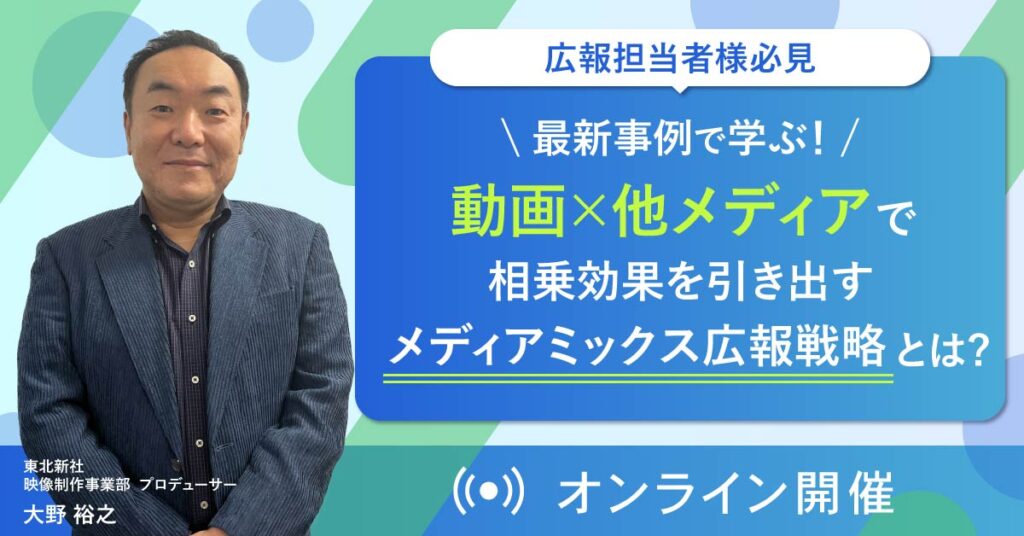 広報担当者様必見
\ 最新事例で学ぶ! /
動画×他メディアで
相乗効果を引き出す
メディアミックス広報戦略とは?
東北新社
映像制作事業部 プロデューサー
大野 裕之
オンライン開催